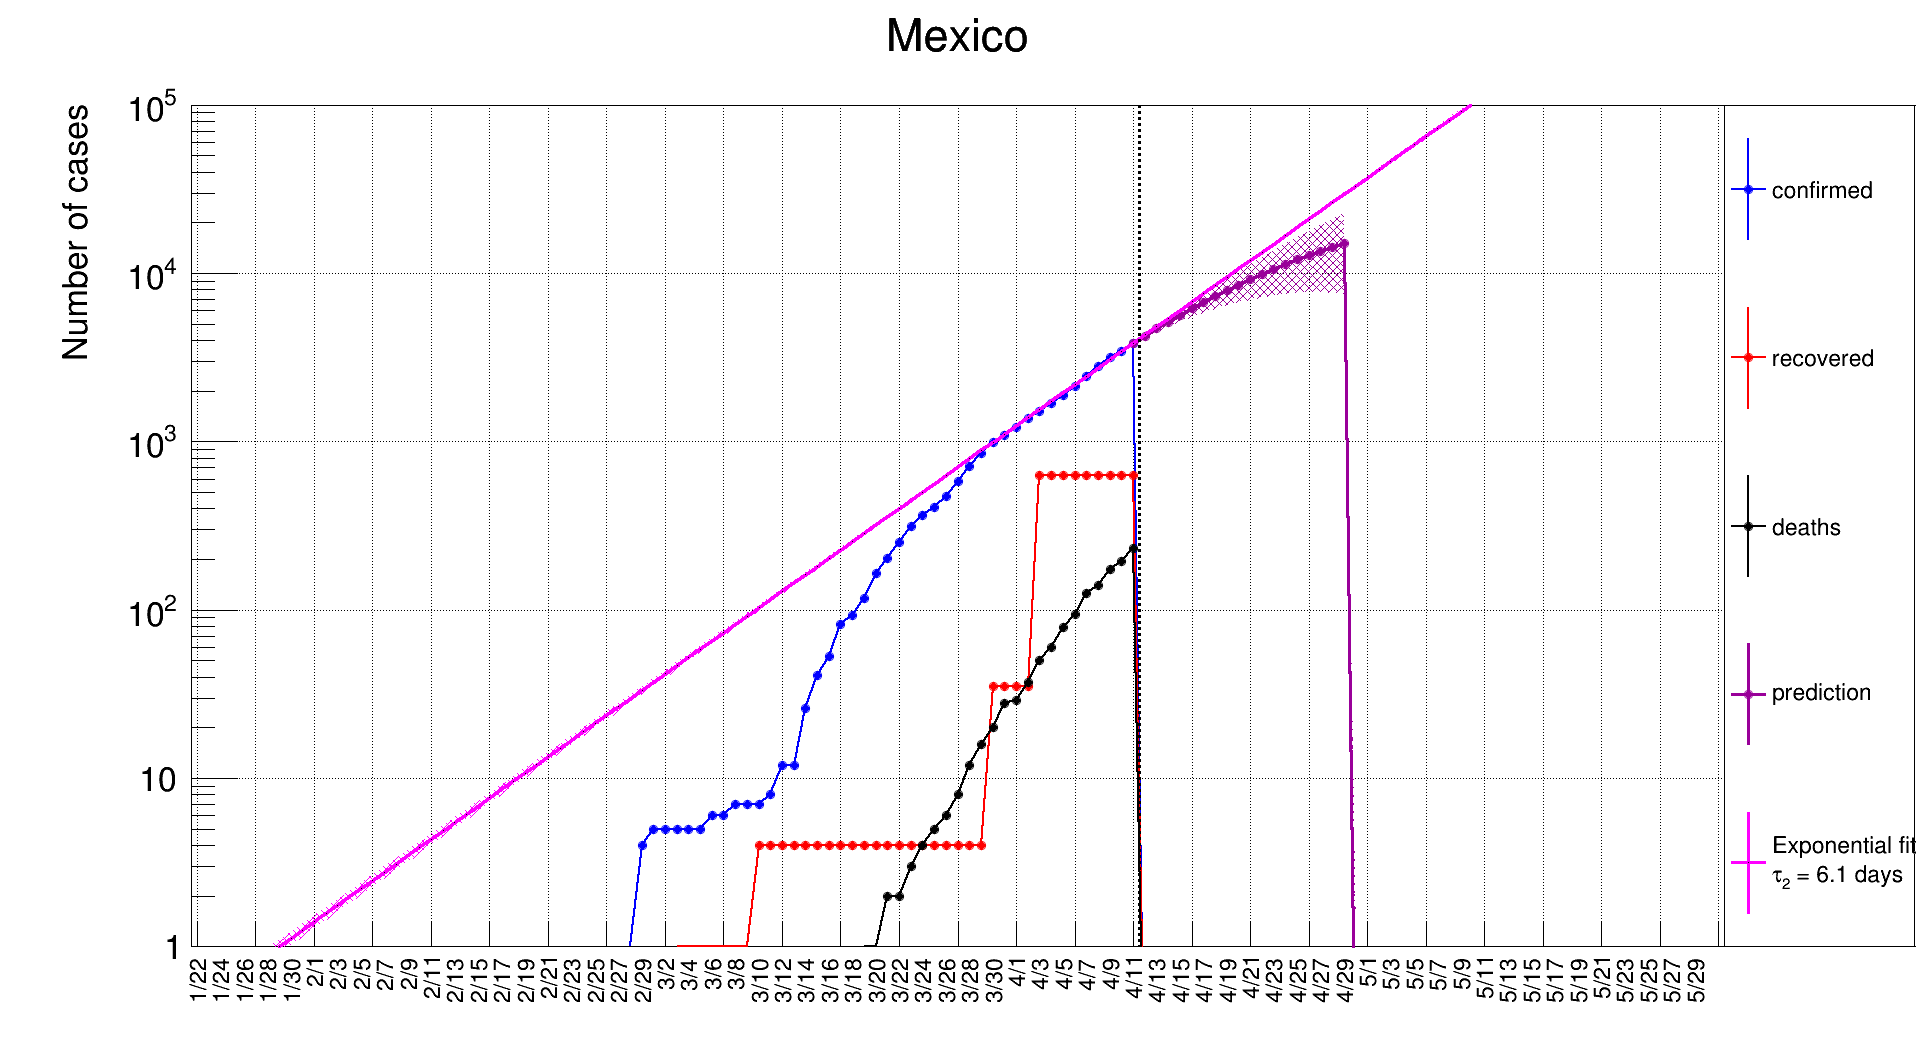 Mexico
Number of cases
10^5
10^4
10^3
10^2
10
1
1/22 1/24 1/26 1/28 1/30 2/1 2/3 2/5 2/7 2/9 2/11 2/13 2/15 2/17 2/19 2/21 2/23 2/25 2/27 2/29 3/2 3/4 3/6 3/8 3/10 3/12 3/14 3/16 3/18 3/20 3/22 3/24 3/26 3/28 3/30 4/1 4/3 4/5 4/7 4/9 4/11 4/13 4/15 4/17 4/19 4/21 4/23 4/25 4/27 4/29 5/1 5/3 5/5 5/7 5/9 5/11 5/13 5/15 5/17 5/19 5/21 5/23 5/25 5/27 5/29
confirmed
recovered
deaths
prediction
Exponential fit
τ₂ = 6.1 days